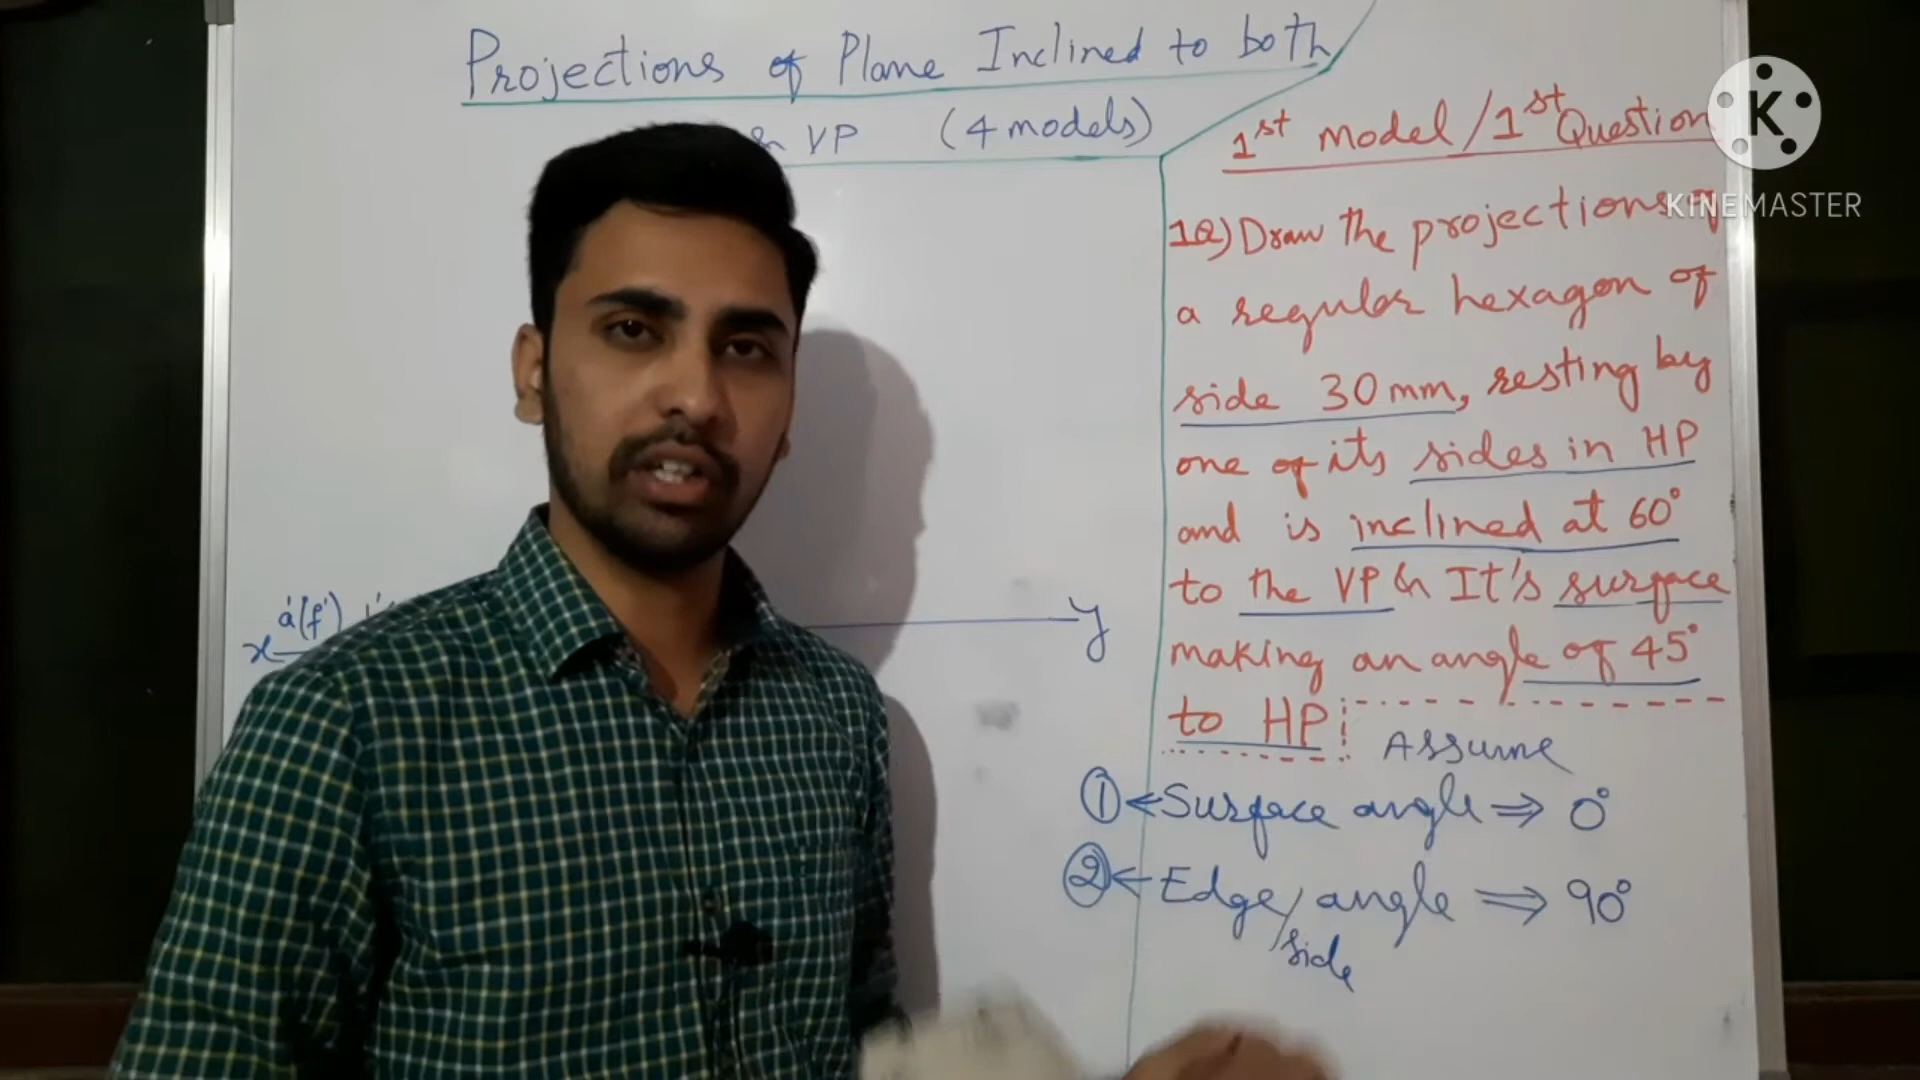 Projections of Plane Inclined to both
& VP (4 models)
1st model/1st Question
K
KINEMASTER
1Q) Draw the projections of
a regular hexagon of
side 30 mm, resting by
one of its sides in HP
and is inclined at 60°
to the VP & It's surface
making an angle of 45°
to HP
Assume
① ← Surface angle ⇒ 0°
② ← Edge/ angle ⇒ 90°
side
a'(f')
x
y